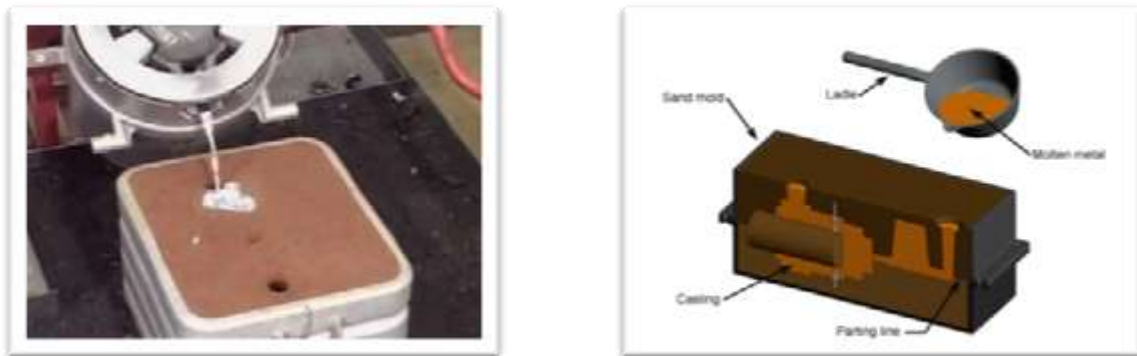 Ladle
Sand mold
Molten metal
Casting
Parting line